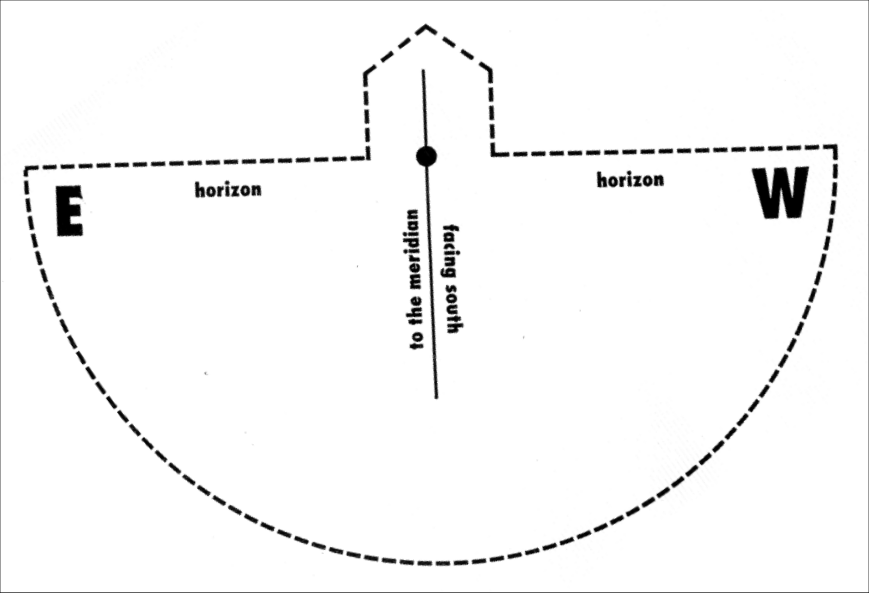 E
horizon
horizon
W
to the meridian
facing south